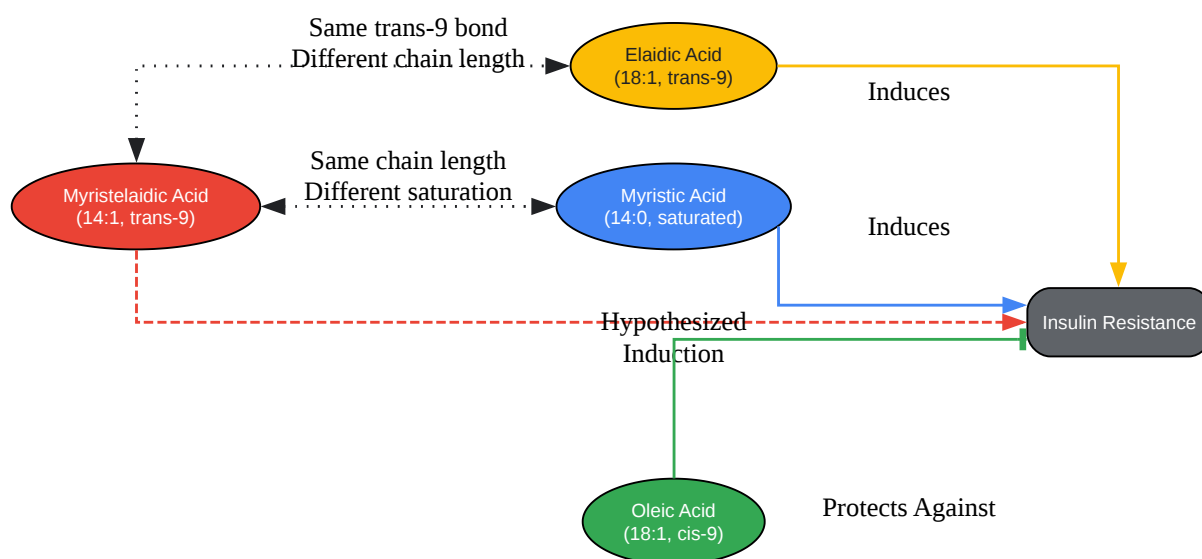 Same trans-9 bond
Different chain length
Elaidic Acid
(18:1, trans-9)
Induces
Same chain length
Different saturation
Myristelaidic Acid
(14:1, trans-9)
Myristic Acid
(14:0, saturated)
Induces
Hypothesized
Induction
Insulin Resistance
Oleic Acid
(18:1, cis-9)
Protects Against